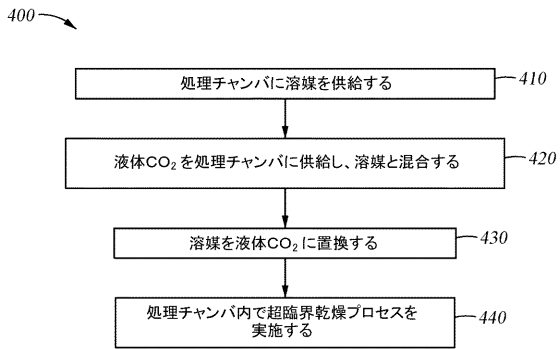 400
処理チャンバに溶媒を供給する
410
液体CO₂を処理チャンバに供給し、溶媒と混合する
420
溶媒を液体CO₂に置換する
430
処理チャンバ内で超臨界乾燥プロセスを
実施する
440